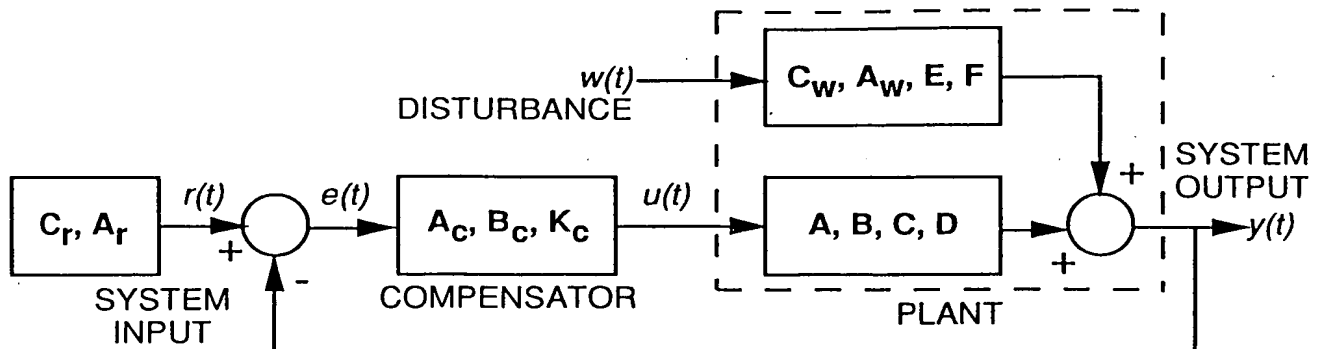 w(t)
DISTURBANCE
C_w, A_w, E, F
SYSTEM
OUTPUT
+
C_r, A_r
r(t)
+
-
e(t)
A_c, B_c, K_c
u(t)
A, B, C, D
+
y(t)
SYSTEM
INPUT
COMPENSATOR
PLANT